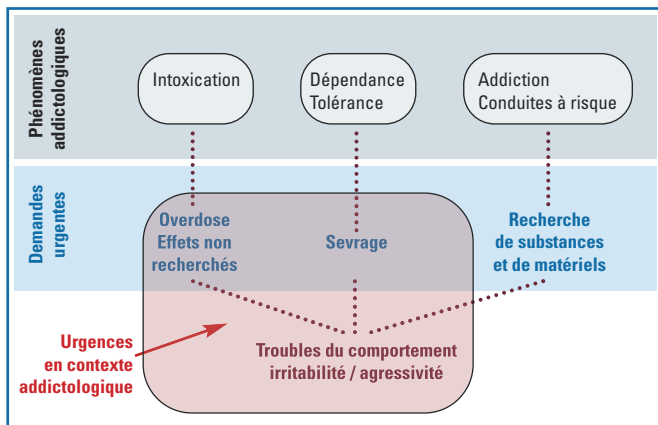 Phénomènes
addictologiques
Intoxication
Dépendance
Tolérance
Addiction
Conduites à risque
Demandes
urgentes
Overdose
Effets non
recherchés
Sevrage
Recherche
de substances
et de matériels
Urgences
en contexte
addictologique
Troubles du comportement
irritabilité / agressivité